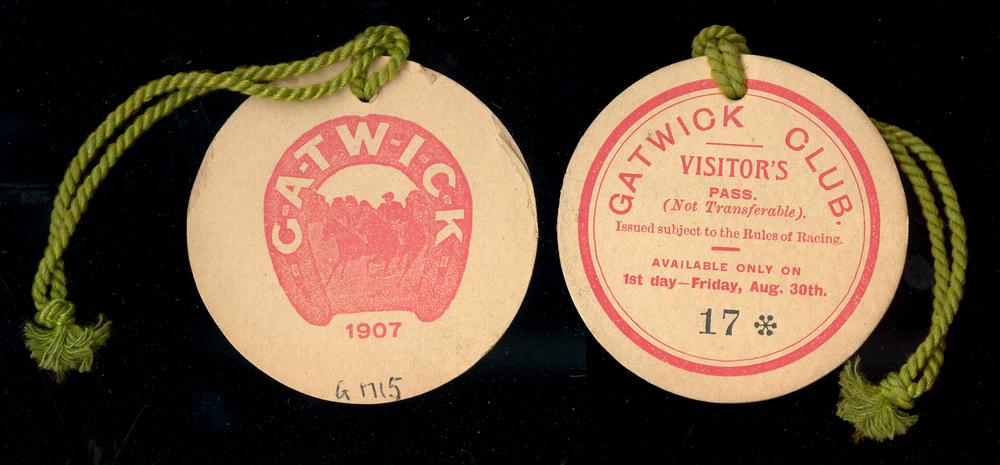 G-A-T-W-I-C-K
1907
G 1715
GATWICK CLUB.
VISITOR'S
PASS.
(Not Transferable).
Issued subject to the Rules of Racing.
AVAILABLE ONLY ON
1st day—Friday, Aug. 30th.
17 *